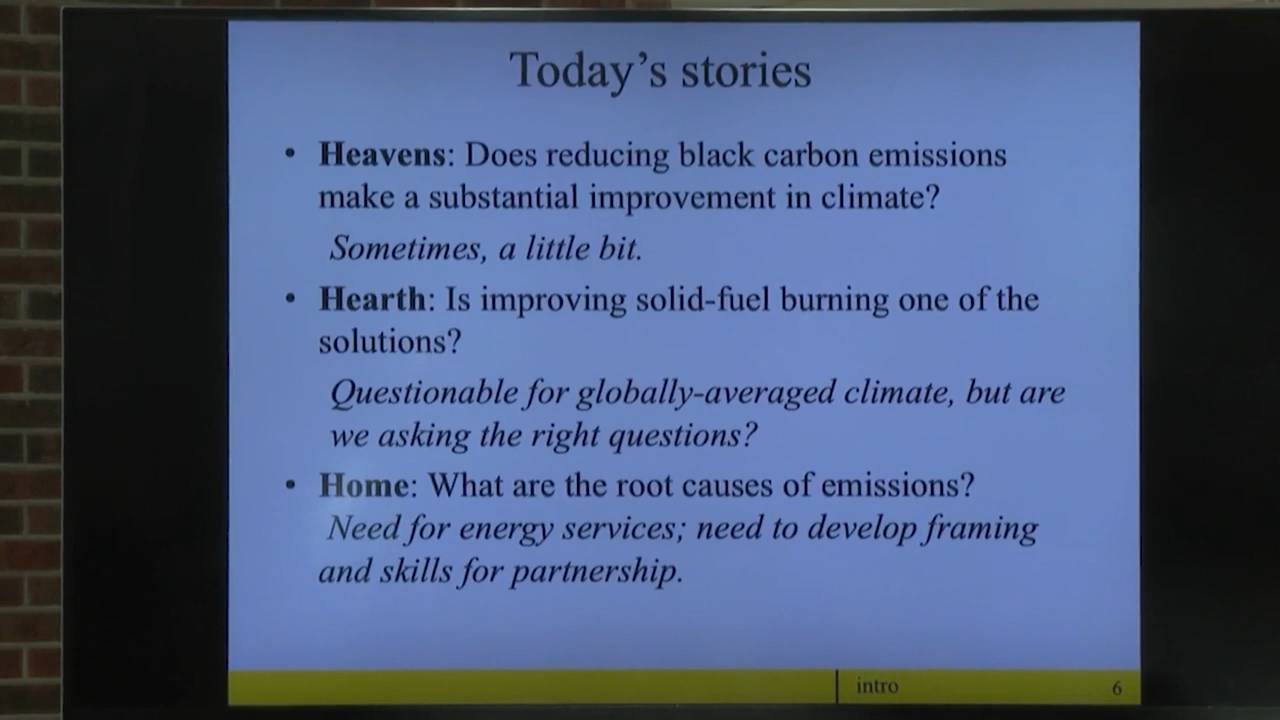 Today's stories
• Heavens: Does reducing black carbon emissions
make a substantial improvement in climate?
Sometimes, a little bit.
• Hearth: Is improving solid-fuel burning one of the
solutions?
Questionable for globally-averaged climate, but are
we asking the right questions?
• Home: What are the root causes of emissions?
Need for energy services; need to develop framing
and skills for partnership.
intro 6